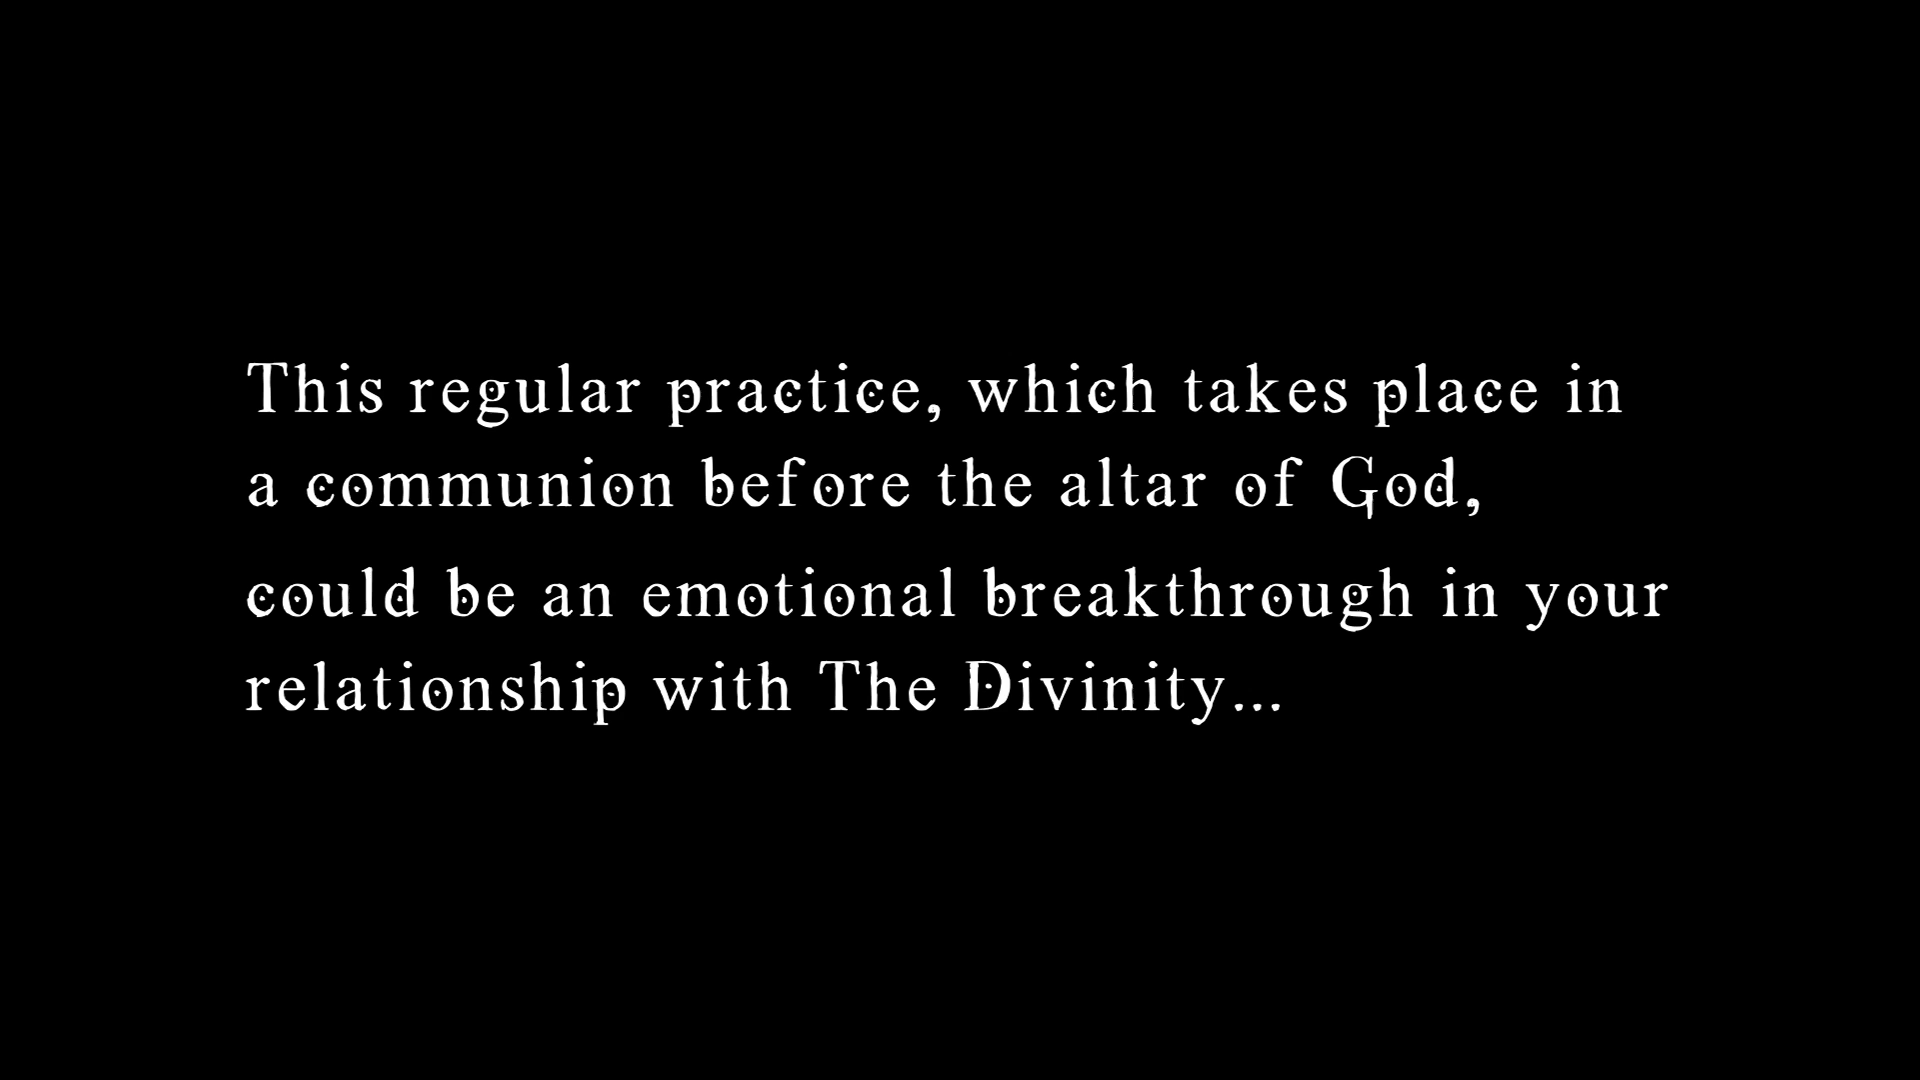 This regular practice, which takes place in
a communion before the altar of God,
could be an emotional breakthrough in your
relationship with The Divinity...